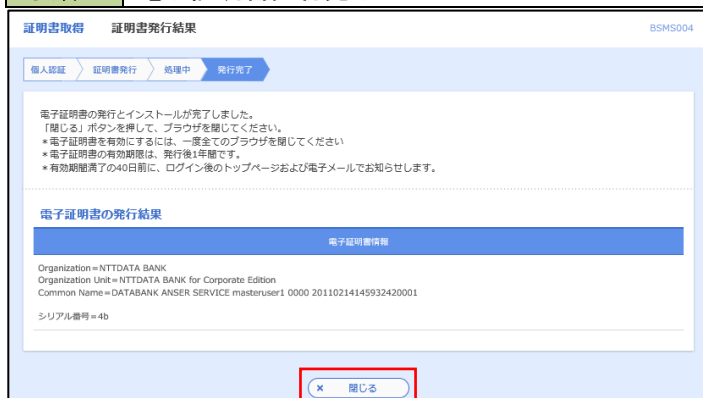 証明書取得 証明書発行結果 BSMS004
個人認証 証明書発行 処理中 発行完了
電子証明書の発行とインストールが完了しました。
「閉じる」ボタンを押して、ブラウザを閉じてください。
＊電子証明書を有効にするには、一度全てのブラウザを閉じてください
＊電子証明書の有効期限は、発行後1年間です。
＊有効期間満了の40日前に、ログイン後のトップページおよび電子メールでお知らせします。
電子証明書の発行結果
電子証明書情報
Organization=NTTDATA BANK
Organization Unit=NTTDATA BANK for Corporate Edition
Common Name=DATABANK ANSER SERVICE masteruser1 0000 20110214145932420001
シリアル番号=4b
× 閉じる